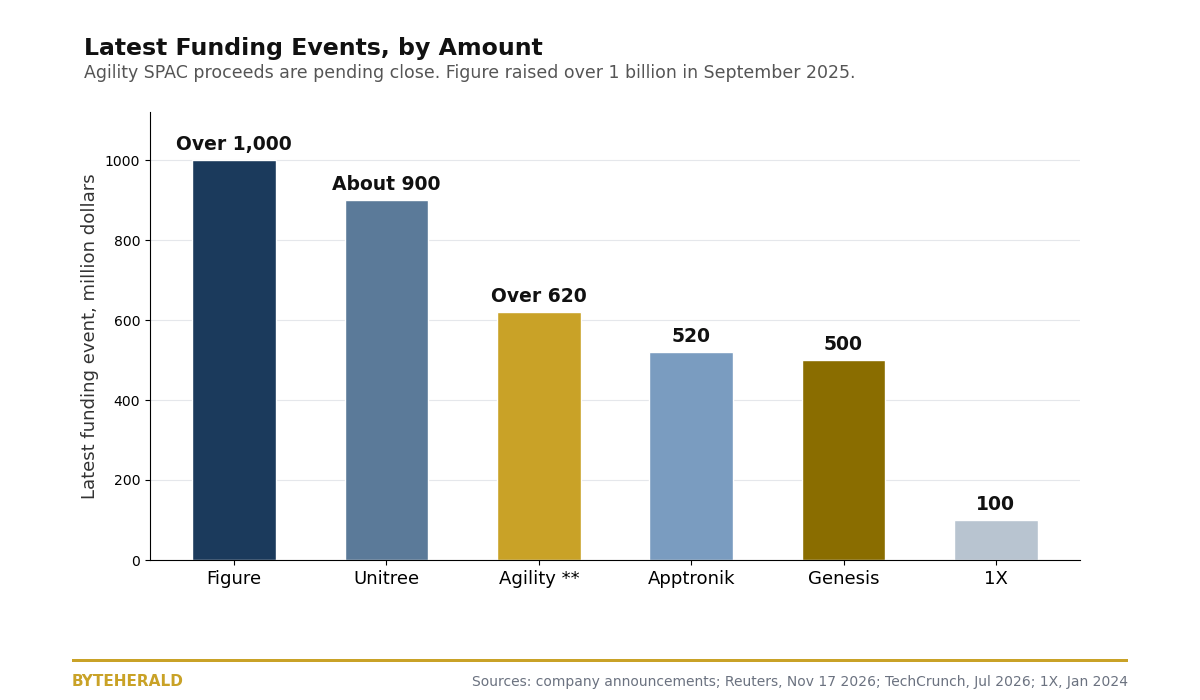 Latest Funding Events, by Amount
Agility SPAC proceeds are pending close. Figure raised over 1 billion in September 2025.
Latest funding event, million dollars
1000
800
600
400
200
0
Over 1,000
About 900
Over 620
520
500
100
Figure
Unitree
Agility **
Apptronik
Genesis
1X
BYTEHERALD
Sources: company announcements; Reuters, Nov 17 2026; TechCrunch, Jul 2026; 1X, Jan 2024